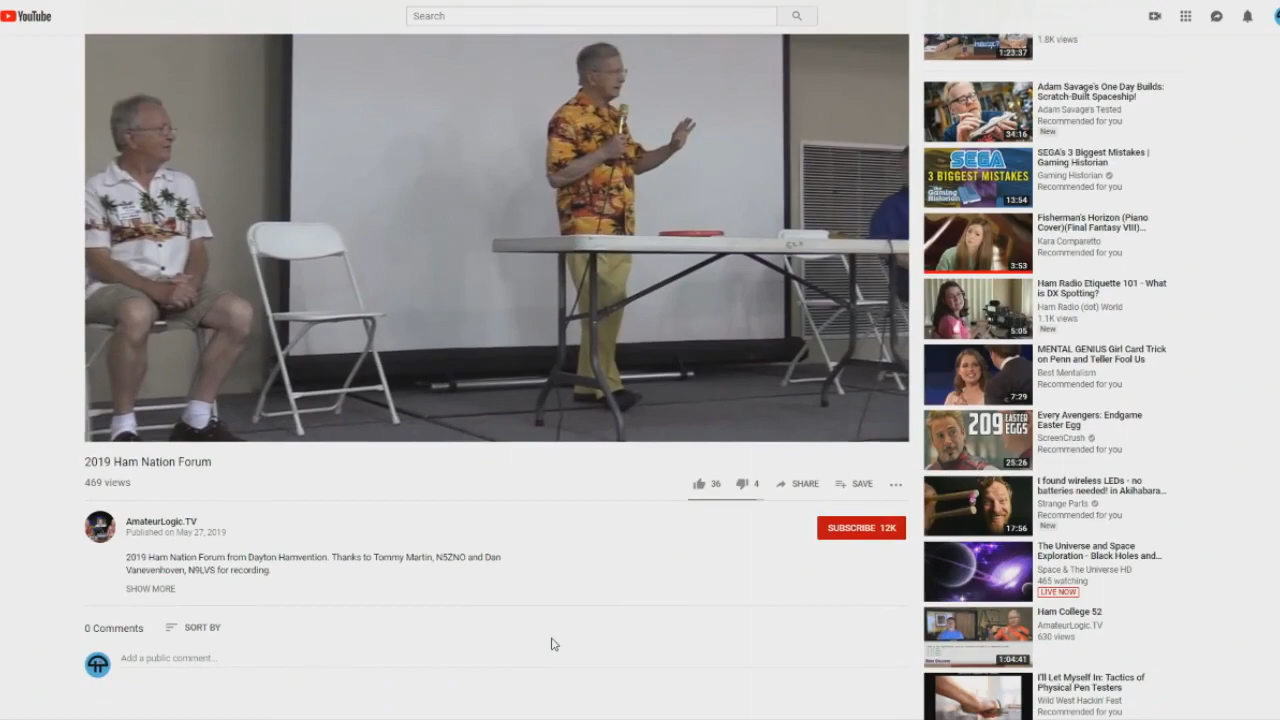 YouTube
Search
1:23:37
1.8K views
34:16
Adam Savage's One Day Builds:
Scratch-Built Spaceship!
Adam Savage's Tested
Recommended for you
New
SEGA
3 BIGGEST MISTAKES
The
Gaming
Historian
13:54
SEGA's 3 Biggest Mistakes |
Gaming Historian
Gaming Historian
Recommended for you
3:53
Fisherman's Horizon (Piano
Cover)(Final Fantasy VIII)...
Kara Comparetto
Recommended for you
5:05
Ham Radio Etiquette 101 - What
is DX Spotting?
Ham Radio (dot) World
1.1K views
New
7:29
MENTAL GENIUS Girl Card Trick
on Penn and Teller Fool Us
Best Mentalism
Recommended for you
209 EASTER
EGGS
25:26
Every Avengers: Endgame
Easter Egg
ScreenCrush
Recommended for you
17:56
I found wireless LEDs - no
batteries needed! in Akihabara...
Strange Parts
Recommended for you
New
The Universe and Space
Exploration - Black Holes and...
Space & The Universe HD
465 watching
LIVE NOW
1:04:41
Ham College 52
AmateurLogic.TV
630 views
I'll Let Myself In: Tactics of
Physical Pen Testers
Wild West Hackin' Fest
Recommended for you
2019 Ham Nation Forum
469 views
36
4
SHARE
SAVE
AmateurLogic.TV
Published on May 27, 2019
SUBSCRIBE 12K
2019 Ham Nation Forum from Dayton Hamvention. Thanks to Tommy Martin, N5ZNO and Dan
Vanevenhoven, N9LVS for recording.
SHOW MORE
0 Comments
SORT BY
Add a public comment...